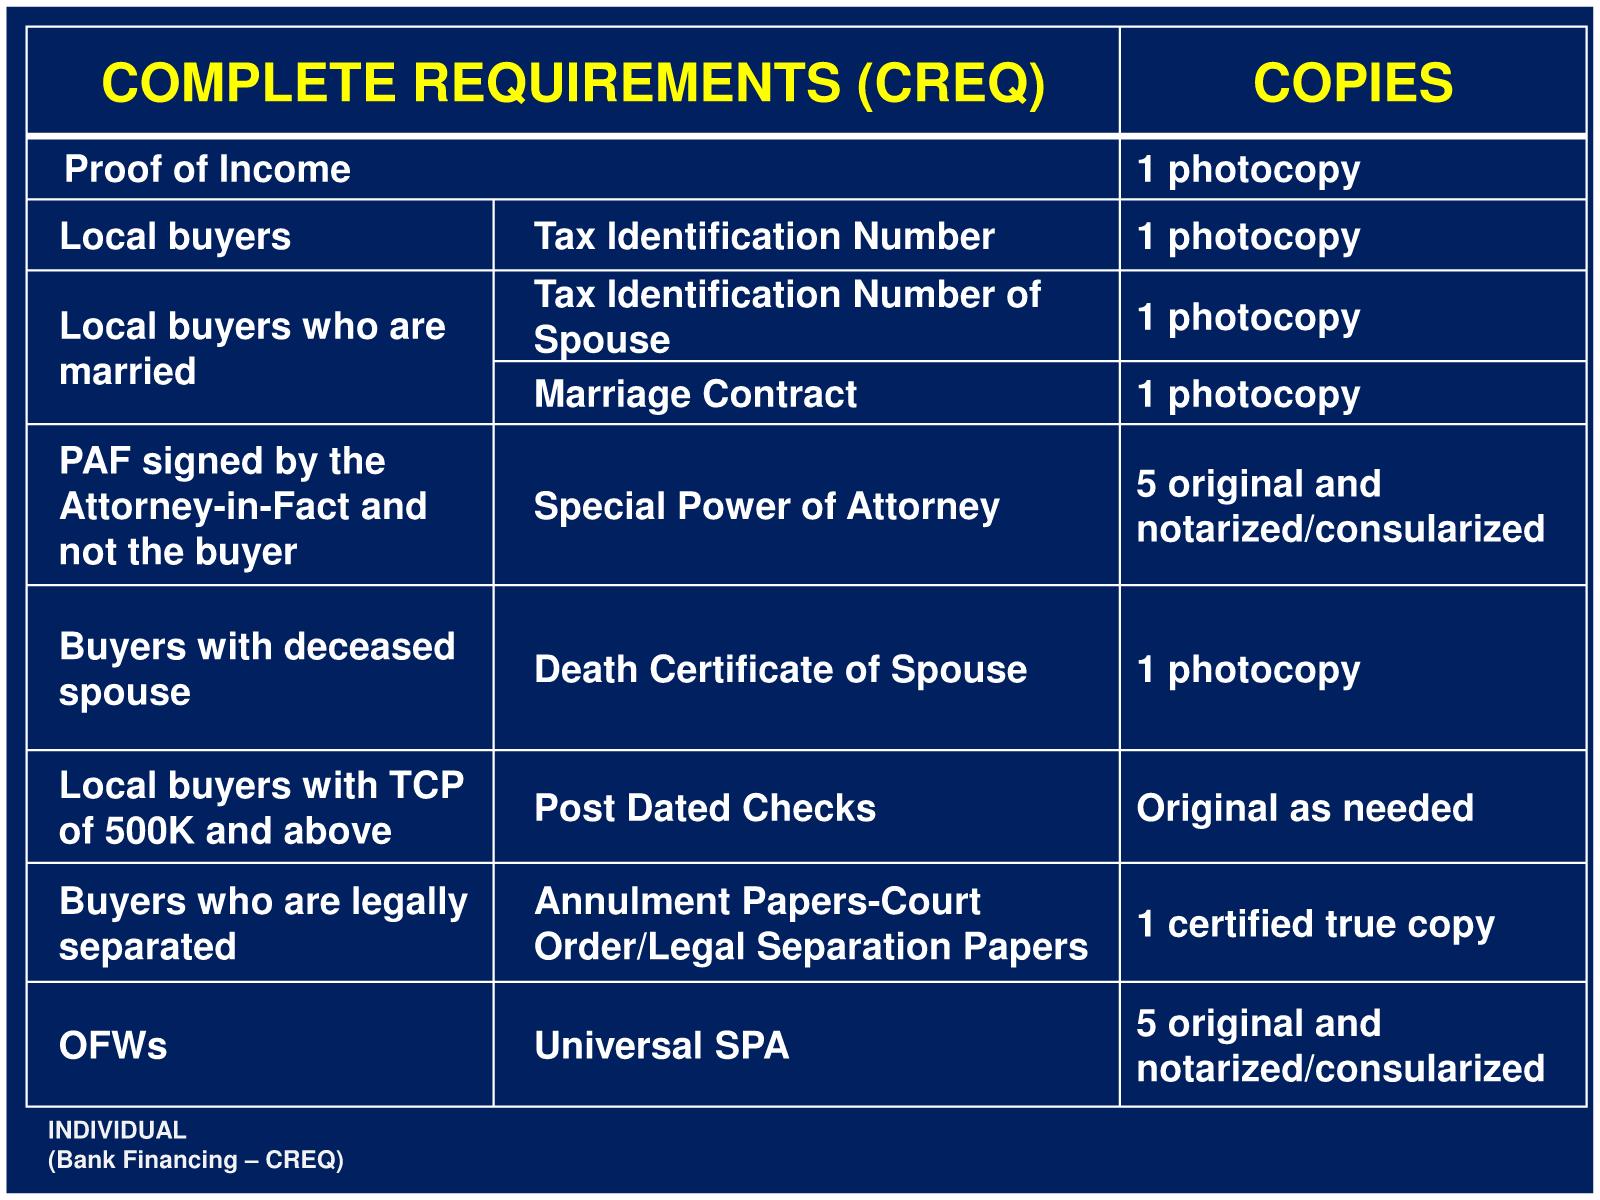 COMPLETE REQUIREMENTS (CREQ)
COPIES
Proof of Income
1 photocopy
Local buyers
Tax Identification Number
1 photocopy
Local buyers who are
married
Tax Identification Number of
Spouse
1 photocopy
Marriage Contract
1 photocopy
PAF signed by the
Attorney-in-Fact and
not the buyer
Special Power of Attorney
5 original and
notarized/consularized
Buyers with deceased
spouse
Death Certificate of Spouse
1 photocopy
Local buyers with TCP
of 500K and above
Post Dated Checks
Original as needed
Buyers who are legally
separated
Annulment Papers-Court
Order/Legal Separation Papers
1 certified true copy
OFWs
Universal SPA
5 original and
notarized/consularized
INDIVIDUAL
(Bank Financing – CREQ)